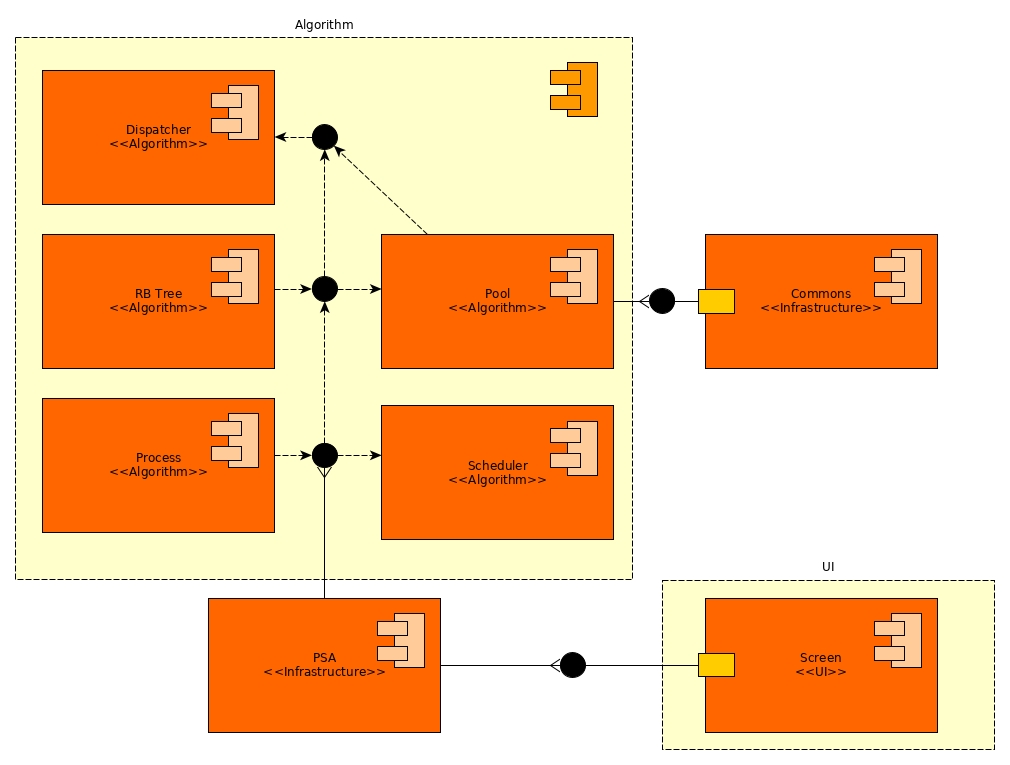 Algorithm
Dispatcher
<<Algorithm>>
RB Tree
<<Algorithm>>
Pool
<<Algorithm>>
Commons
<<Infrastructure>>
Process
<<Algorithm>>
Scheduler
<<Algorithm>>
UI
PSA
<<Infrastructure>>
Screen
<<UI>>